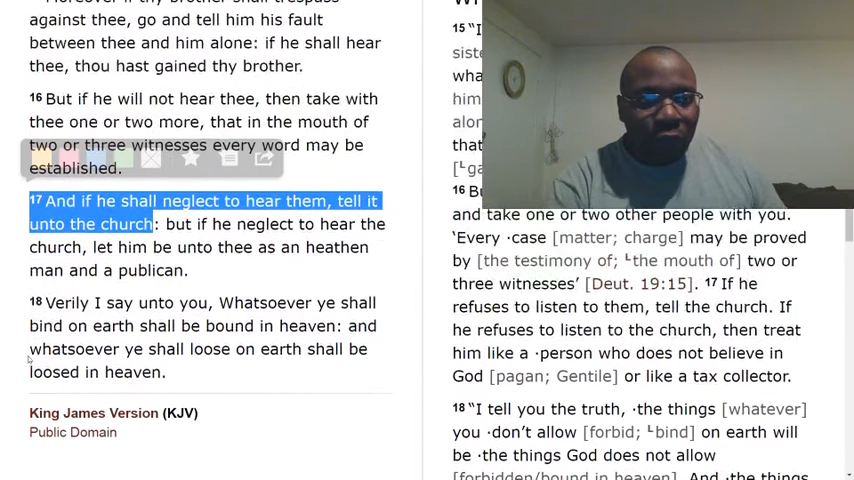 Moreover if thy brother shall trespass
against thee, go and tell him his fault
between thee and him alone: if he shall hear
thee, thou hast gained thy brother.
16 But if he will not hear thee, then take with
thee one or two more, that in the mouth of
two or three witnesses every word may be
established.
17 And if he shall neglect to hear them, tell it
unto the church: but if he neglect to hear the
church, let him be unto thee as an heathen
man and a publican.
18 Verily I say unto you, Whatsoever ye shall
bind on earth shall be bound in heaven: and
whatsoever ye shall loose on earth shall be
loosed in heaven.
King James Version (KJV)
Public Domain
15 “I
siste
wha
him
alon
that
[└ga
16 Bu
and take one or two other people with you.
‘Every ·case [matter; charge] may be proved
by [the testimony of; └the mouth of] two or
three witnesses’ [Deut. 19:15]. 17 If he
refuses to listen to them, tell the church. If
he refuses to listen to the church, then treat
him like a ·person who does not believe in
God [pagan; Gentile] or like a tax collector.
18 “I tell you the truth, ·the things [whatever]
you ·don’t allow [forbid; └bind] on earth will
be ·the things God does not allow
[forbidden/bound in heaven]. And ·the things